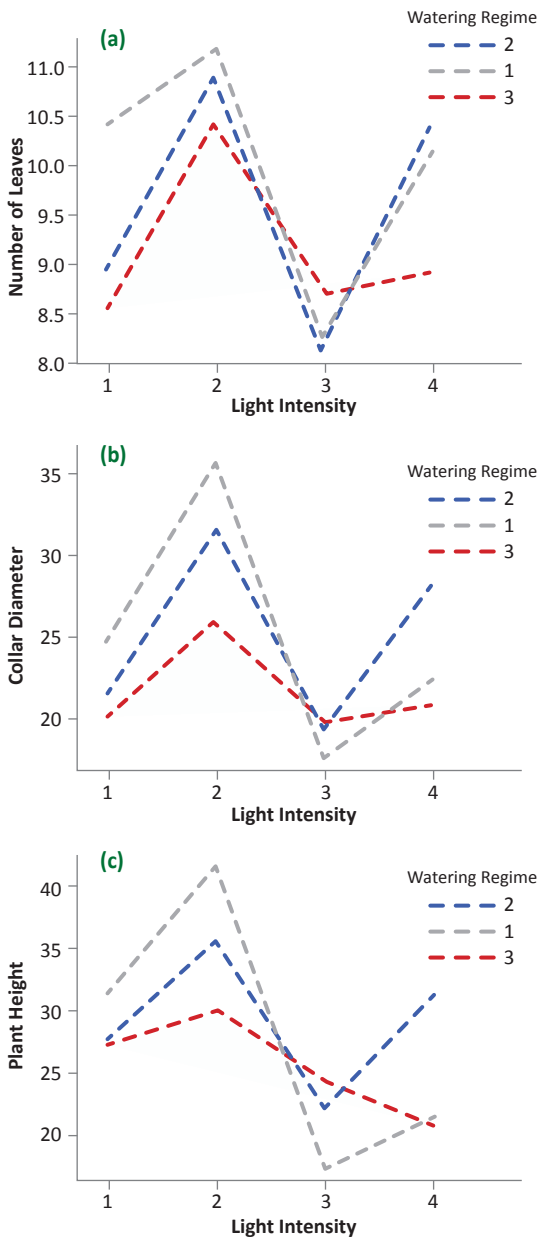 (a)
Watering Regime
2
1
3
Number of Leaves
11.0
10.5
10.0
9.5
9.0
8.5
8.0
1 2 3 4
Light Intensity
(b)
Watering Regime
2
1
3
Collar Diameter
35
30
25
20
1 2 3 4
Light Intensity
(c)
Watering Regime
2
1
3
Plant Height
40
35
30
25
20
1 2 3 4
Light Intensity